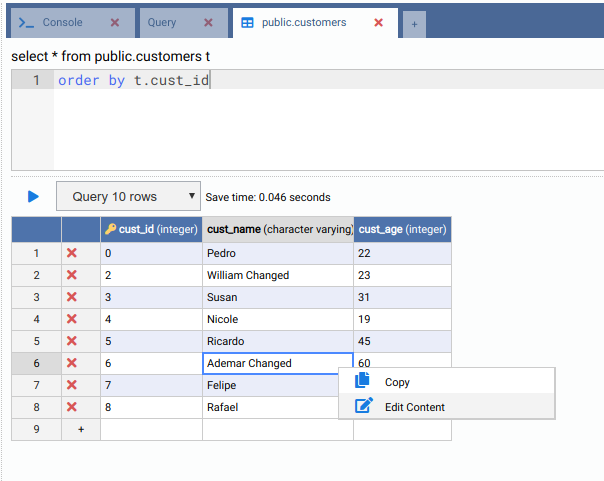 Console Query public.customers +
select * from public.customers t
1 order by t.cust_id
Query 10 rows Save time: 0.046 seconds
cust_id (integer) cust_name (character varying) cust_age (integer)
1 0 Pedro 22
2 2 William Changed 23
3 3 Susan 31
4 4 Nicole 19
5 5 Ricardo 45
6 6 Ademar Changed 60
7 7 Felipe
8 8 Rafael
9 +
Copy
Edit Content